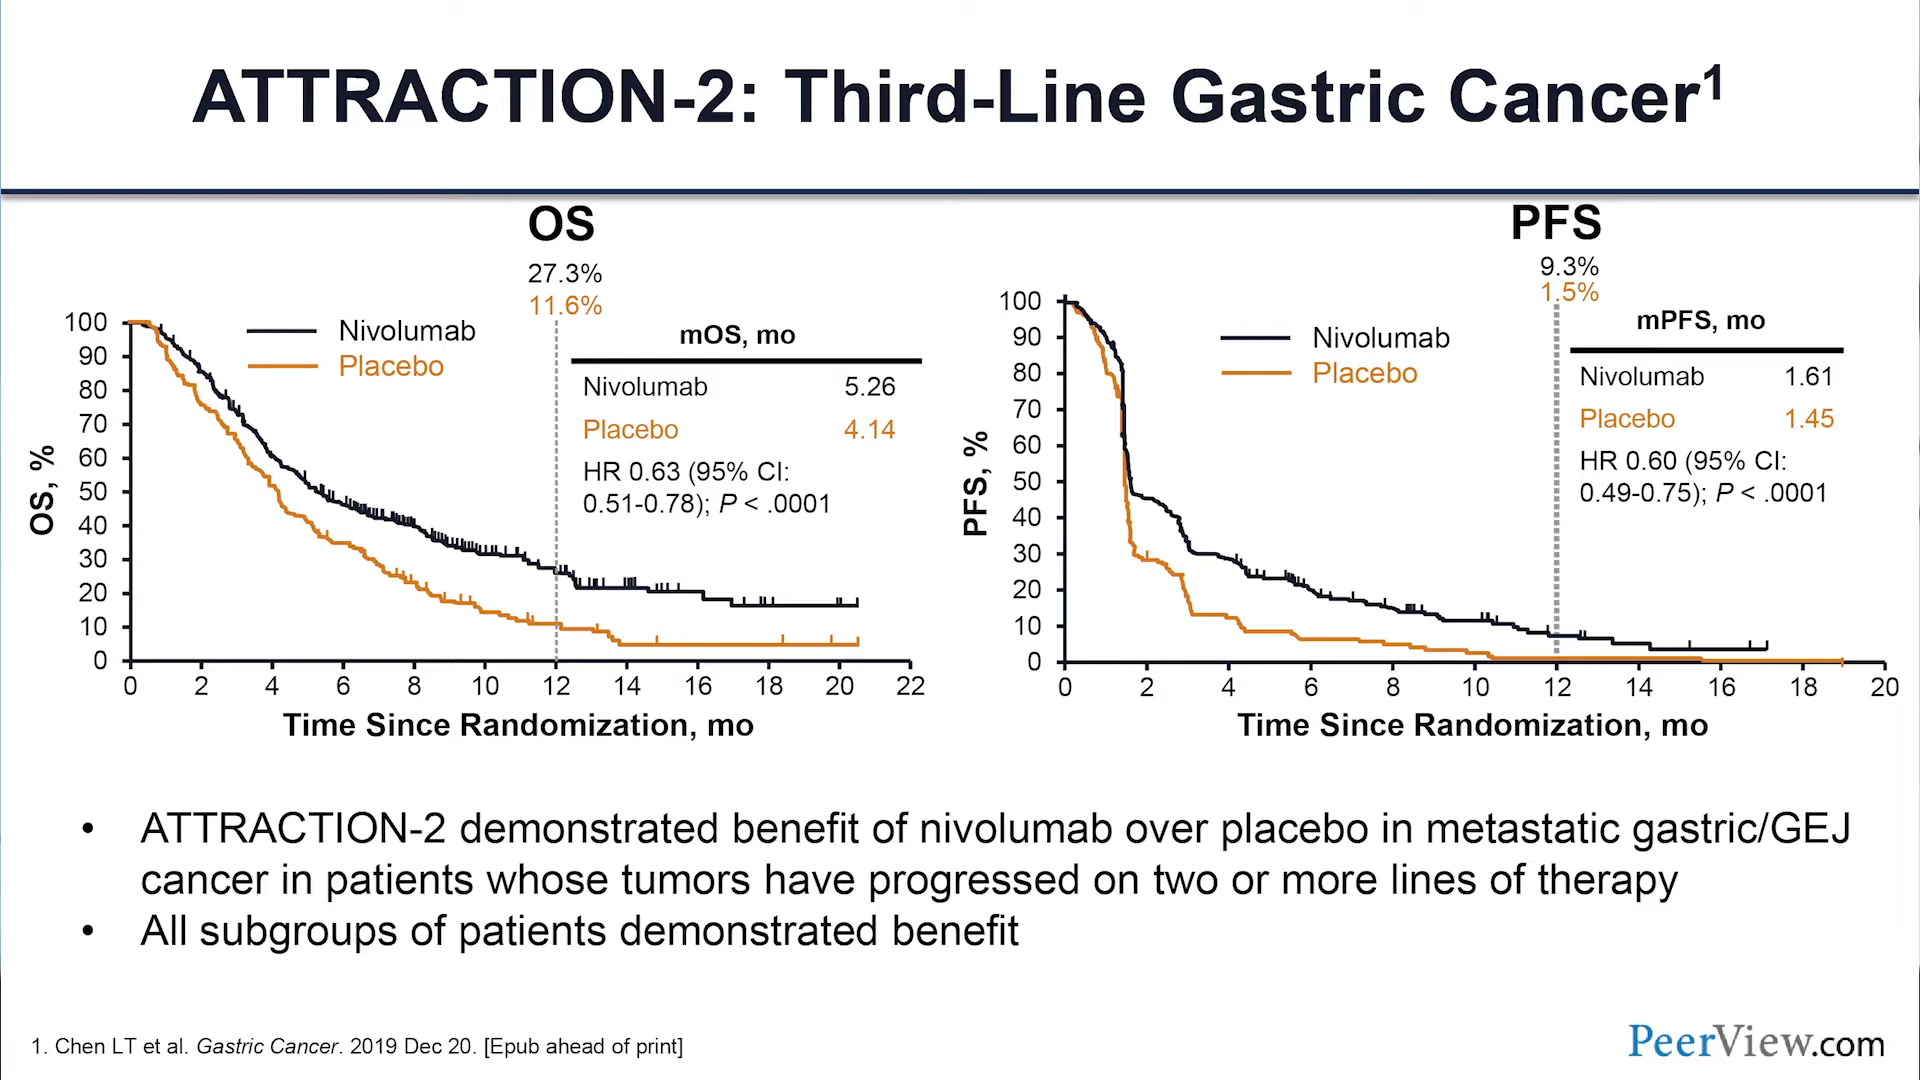 ATTRACTION-2: Third-Line Gastric Cancer¹
OS
27.3%
11.6%
Nivolumab
Placebo
mOS, mo
Nivolumab 5.26
Placebo 4.14
HR 0.63 (95% CI:
0.51-0.78); P < .0001
OS, %
100
90
80
70
60
50
40
30
20
10
0
0 2 4 6 8 10 12 14 16 18 20 22
Time Since Randomization, mo
PFS
9.3%
1.5%
Nivolumab
Placebo
mPFS, mo
Nivolumab 1.61
Placebo 1.45
HR 0.60 (95% CI:
0.49-0.75); P < .0001
PFS, %
100
90
80
70
60
50
40
30
20
10
0
0 2 4 6 8 10 12 14 16 18 20
Time Since Randomization, mo
• ATTRACTION-2 demonstrated benefit of nivolumab over placebo in metastatic gastric/GEJ
cancer in patients whose tumors have progressed on two or more lines of therapy
• All subgroups of patients demonstrated benefit
1. Chen LT et al. Gastric Cancer. 2019 Dec 20. [Epub ahead of print]
PeerView.com